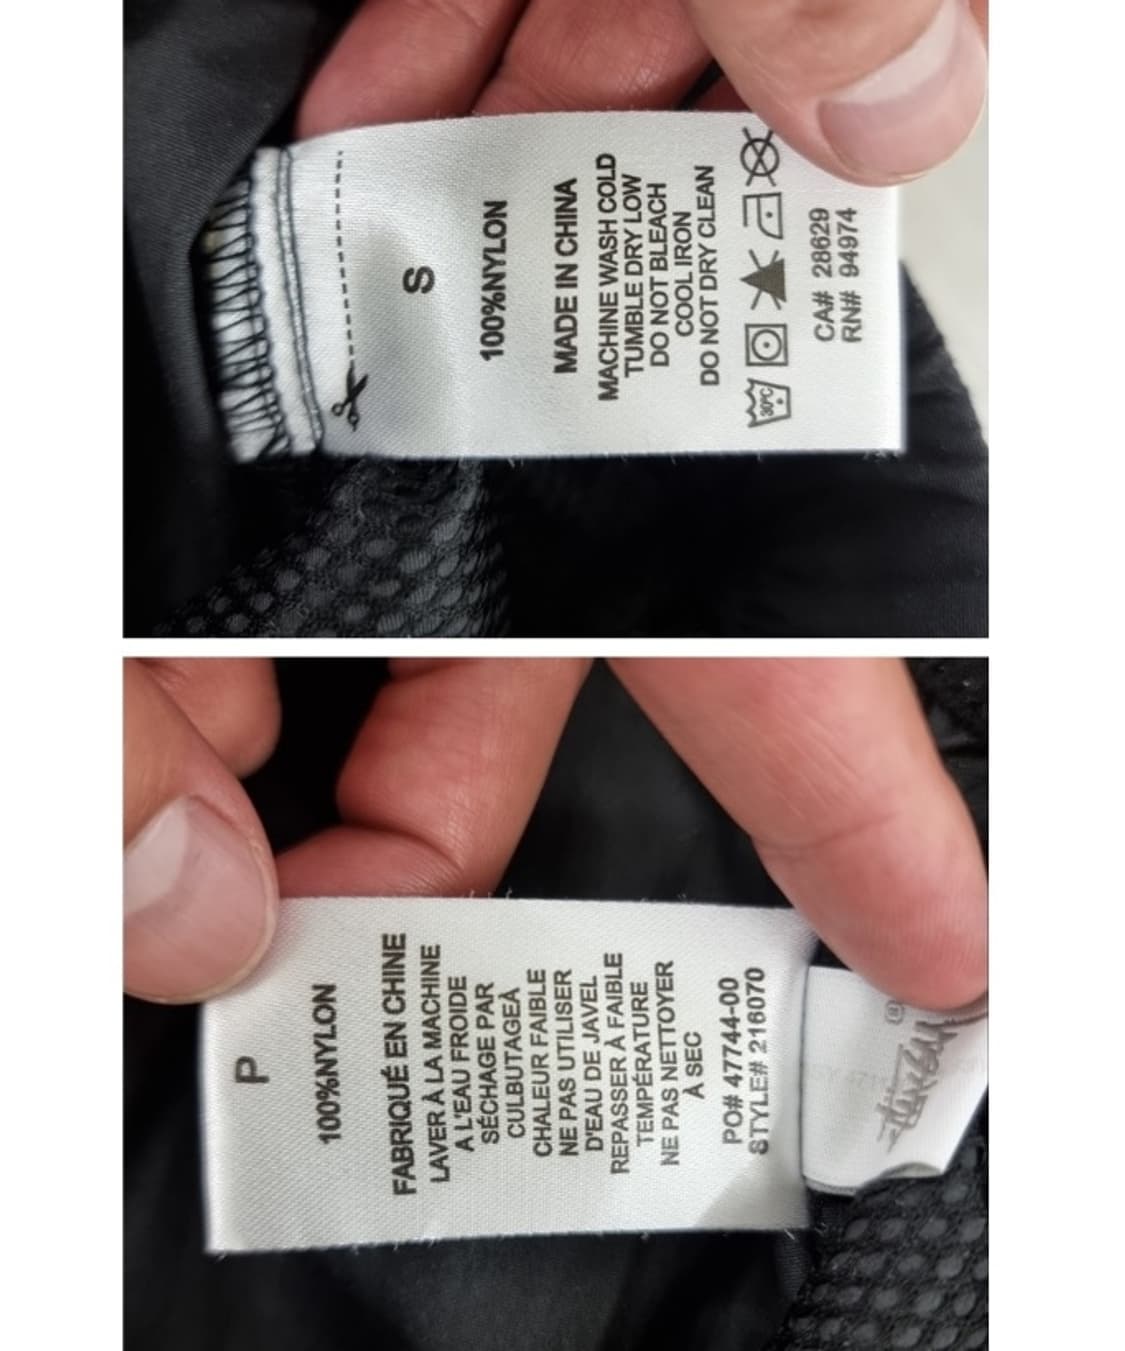 S
100%NYLON
MADE IN CHINA
MACHINE WASH COLD
TUMBLE DRY LOW
DO NOT BLEACH
COOL IRON
DO NOT DRY CLEAN
30°C
CA# 28629
RN# 94974
P
100%NYLON
FABRIQUÉ EN CHINE
LAVER À LA MACHINE
A L'EAU FROIDE
SÉCHAGE PAR
CULBUTAGEÀ
CHALEUR FAIBLE
NE PAS UTILISER
D'EAU DE JAVEL
REPASSER À FAIBLE
TEMPÉRATURE
NE PAS NETTOYER
À SEC
PO# 47744-00
STYLE# 216070
Stüssy ®